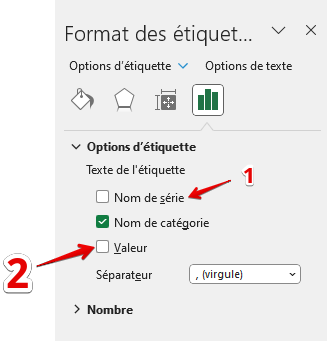 Format des étiquet...
Options d'étiquette
Options de texte
Options d'étiquette
Texte de l'étiquette
Nom de série
1
Nom de catégorie
Valeur
2
Séparateur
, (virgule)
Nombre